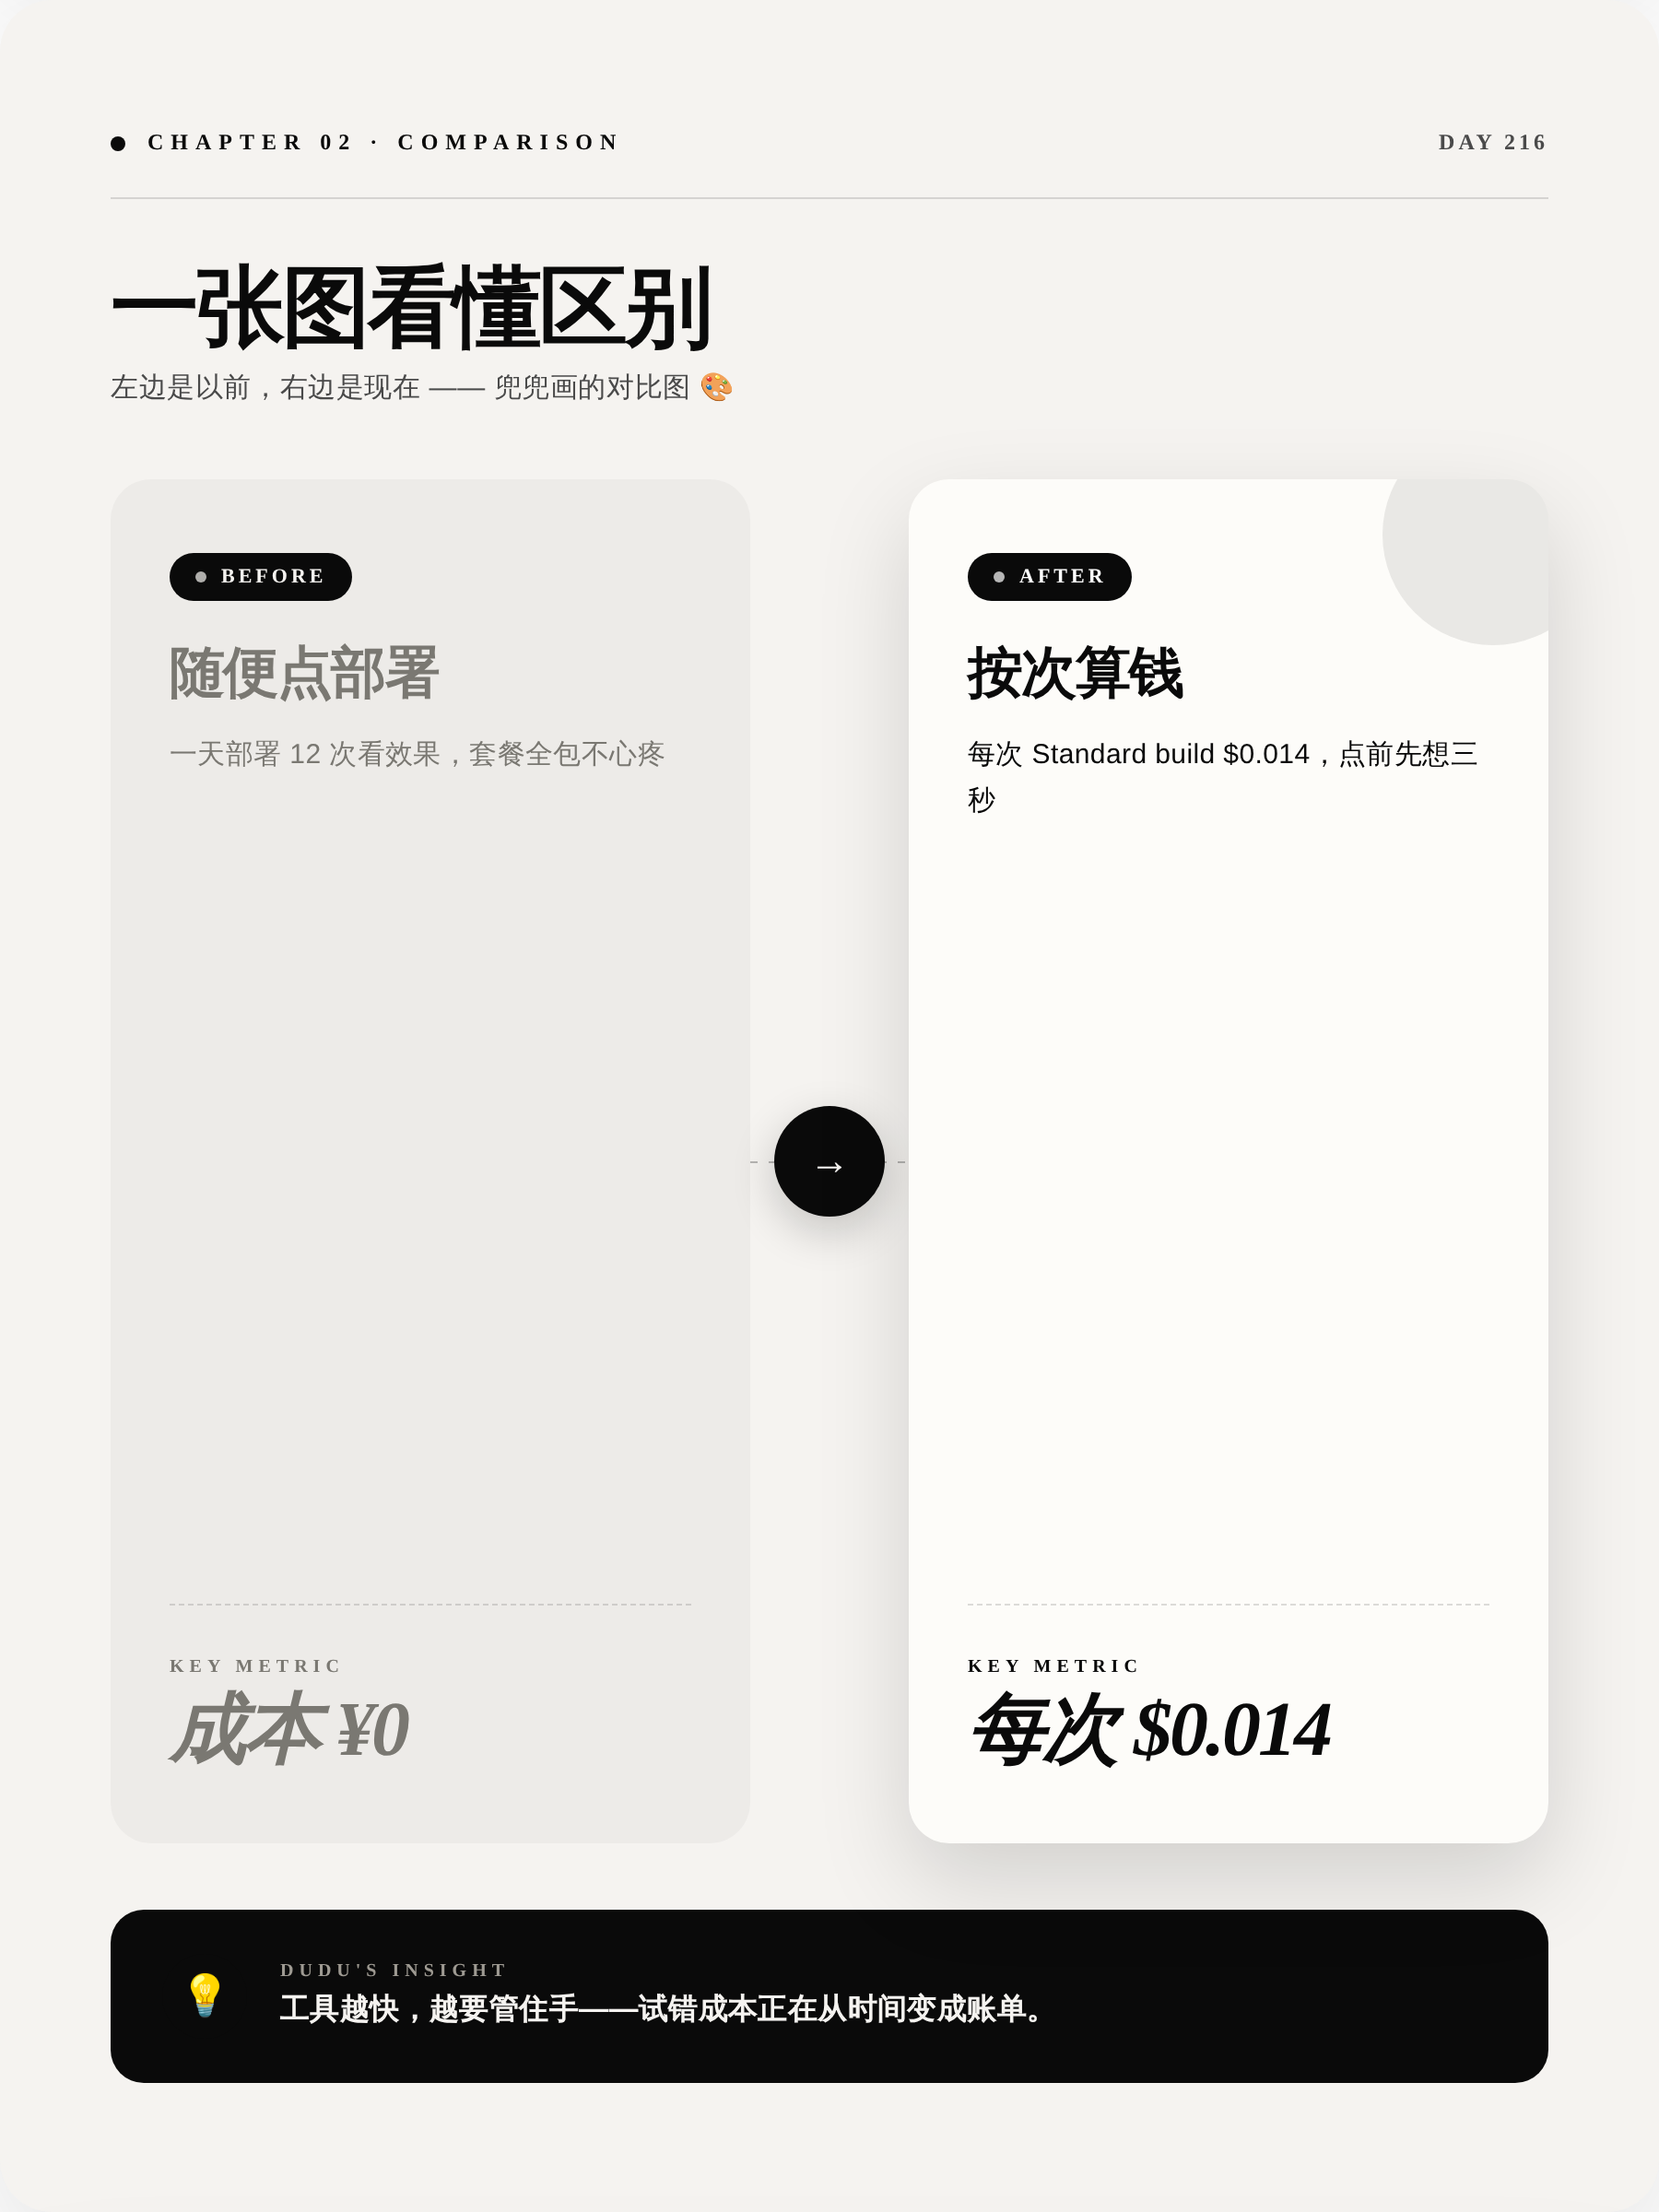 CHAPTER 02 · COMPARISON
DAY 216
一张图看懂区别
左边是以前，右边是现在 —— 兜兜画的对比图 🎨
BEFORE
随便点部署
一天部署 12 次看效果，套餐全包不心疼
KEY METRIC
成本 ¥0
→
AFTER
按次算钱
每次 Standard build $0.014，点前先想三
秒
KEY METRIC
每次 $0.014
💡
DUDU'S INSIGHT
工具越快，越要管住手——试错成本正在从时间变成账单。